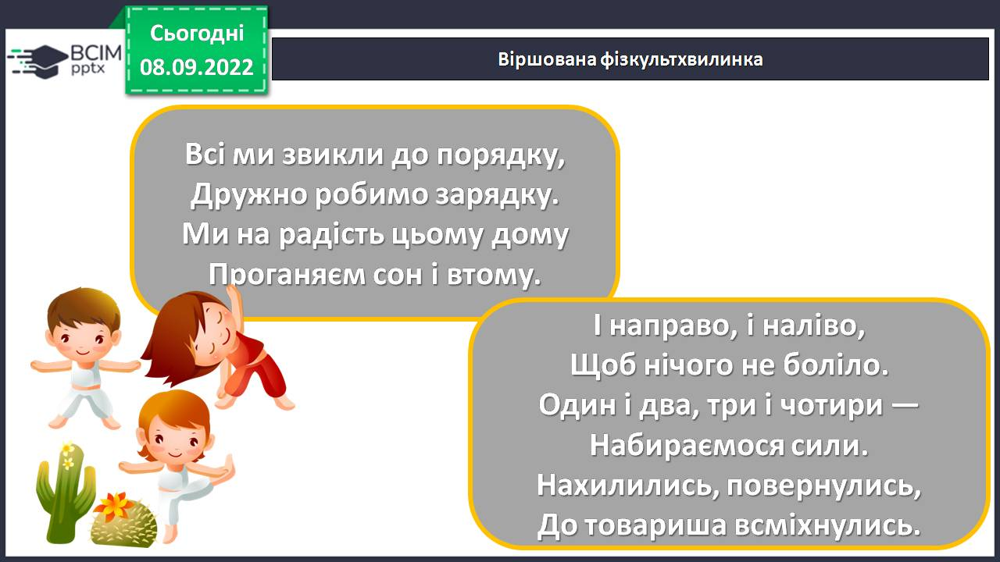 Сьогодні
08.09.2022
BCIM
pptx
Віршована фізкультхвилинка
Всі ми звикли до порядку,
Дружно робимо зарядку.
Ми на радість цьому дому
Проганяєм сон і втому.
І направо, і наліво,
Щоб нічого не боліло.
Один і два, три і чотири —
Набираємося сили.
Нахилились, повернулись,
До товариша всміхнулись.